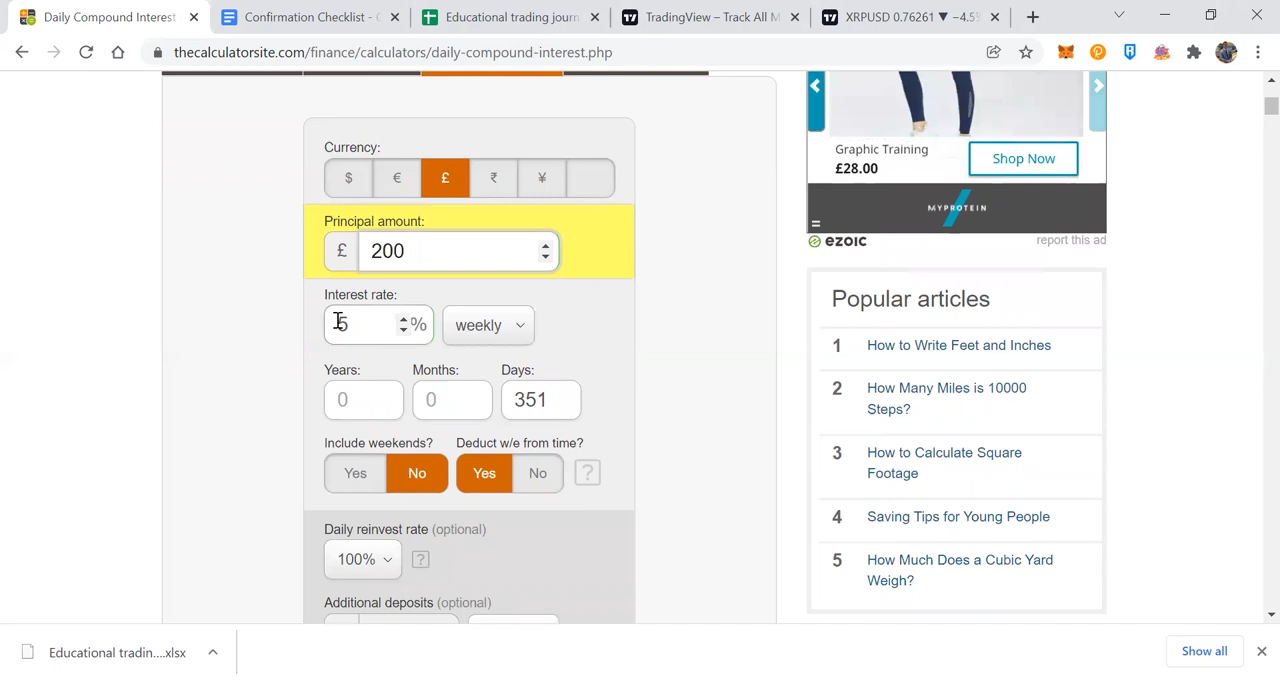 Daily Compound Interest
Confirmation Checklist - G
Educational trading journ
TradingView – Track All M
XRPUSD 0.76261 ▼ −4.5%
thecalculatorsite.com/finance/calculators/daily-compound-interest.php
Currency:
$ € £ ₹ ¥
Principal amount:
£ 200
Interest rate:
5 % weekly
Years: Months: Days:
0 0 351
Include weekends? Deduct w/e from time?
Yes No Yes No ?
Daily reinvest rate (optional)
100% ?
Additional deposits (optional)
Graphic Training
£28.00
Shop Now
MYPROTEIN
ezoic report this ad
Popular articles
1 How to Write Feet and Inches
2 How Many Miles is 10000
Steps?
3 How to Calculate Square
Footage
4 Saving Tips for Young People
5 How Much Does a Cubic Yard
Weigh?
Educational tradin....xlsx
Show all